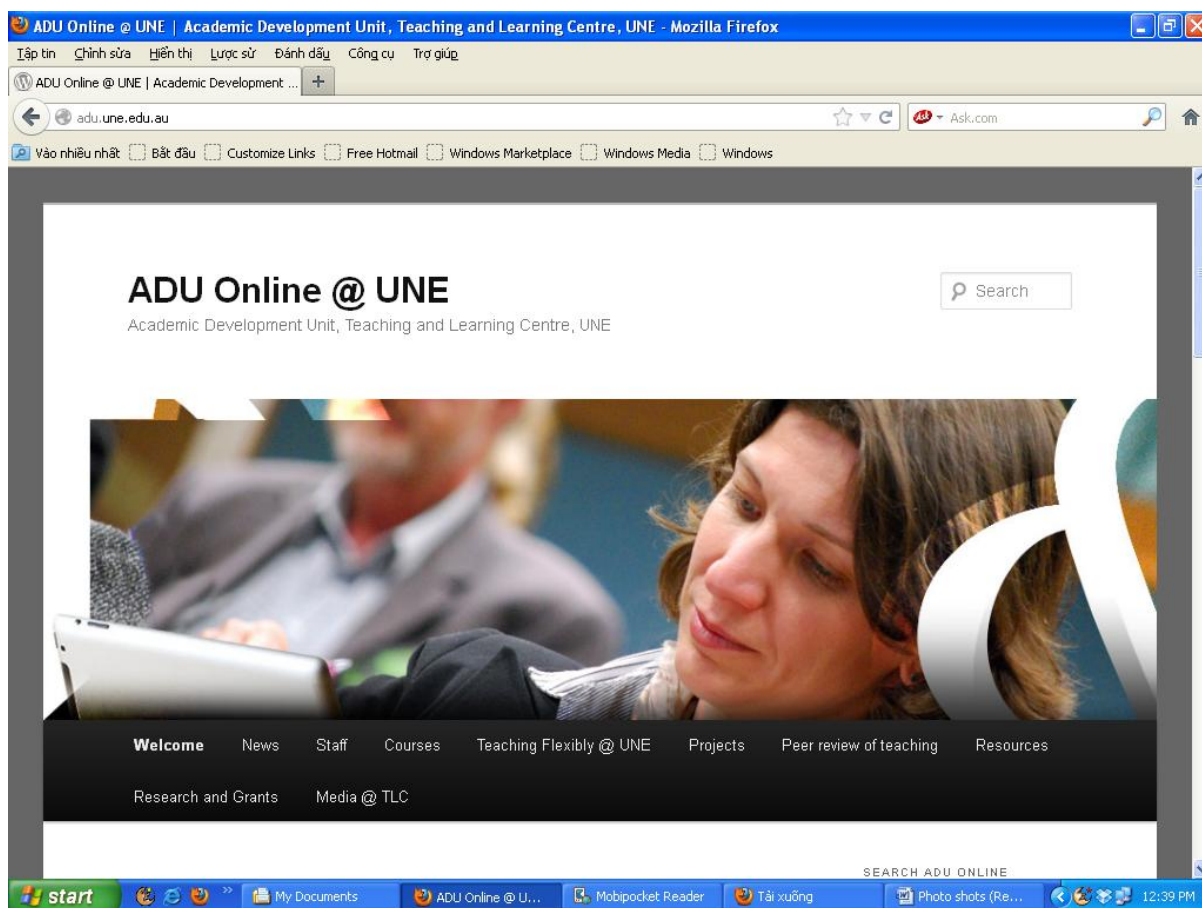 ADU Online @ UNE | Academic Development Unit, Teaching and Learning Centre, UNE - Mozilla Firefox
Tập tin Chỉnh sửa Hiển thị Lược sử Đánh dấu Công cụ Trợ giúp
ADU Online @ UNE | Academic Development ... +
adu.une.edu.au Ask Ask.com
Vào nhiều nhất Bắt đầu Customize Links Free Hotmail Windows Marketplace Windows Media Windows
ADU Online @ UNE
Search
Academic Development Unit, Teaching and Learning Centre, UNE
&
Welcome News Staff Courses Teaching Flexibly @ UNE Projects Peer review of teaching Resources
Research and Grants Media @ TLC
SEARCH ADU ONLINE
start » My Documents ADU Online @ U... Mobipocket Reader Tải xuống Photo shots (Re... 12:39 PM